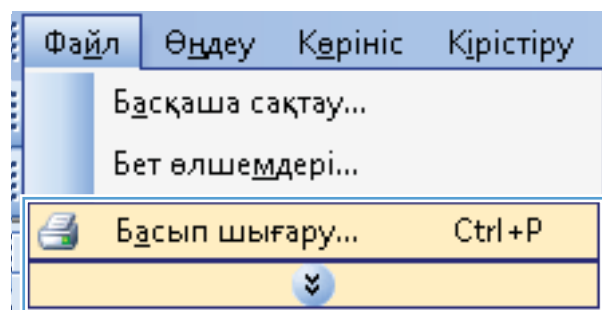 Файл Өңдеу Көрініс Кірістіру
Басқаша сақтау...
Бет өлшемдері...
Басып шығару... Ctrl+P